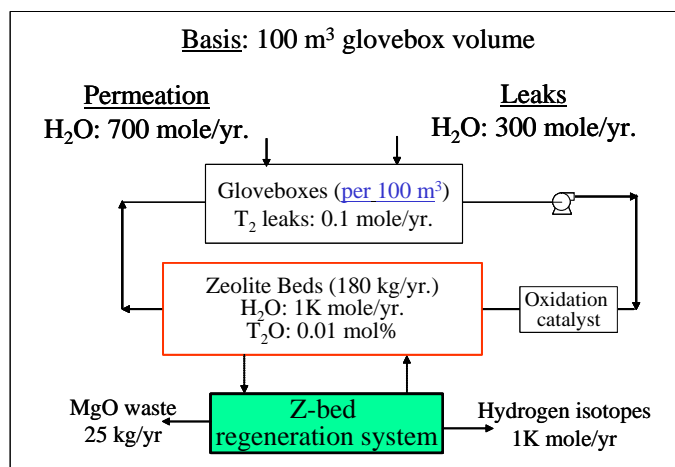 Basis: 100 m³ glovebox volume
Permeation
H₂O: 700 mole/yr.
Leaks
H₂O: 300 mole/yr.
Gloveboxes (per 100 m³)
T₂ leaks: 0.1 mole/yr.
Zeolite Beds (180 kg/yr.)
H₂O: 1K mole/yr.
T₂O: 0.01 mol%
Oxidation
catalyst
MgO waste
25 kg/yr
Z-bed
regeneration system
Hydrogen isotopes
1K mole/yr